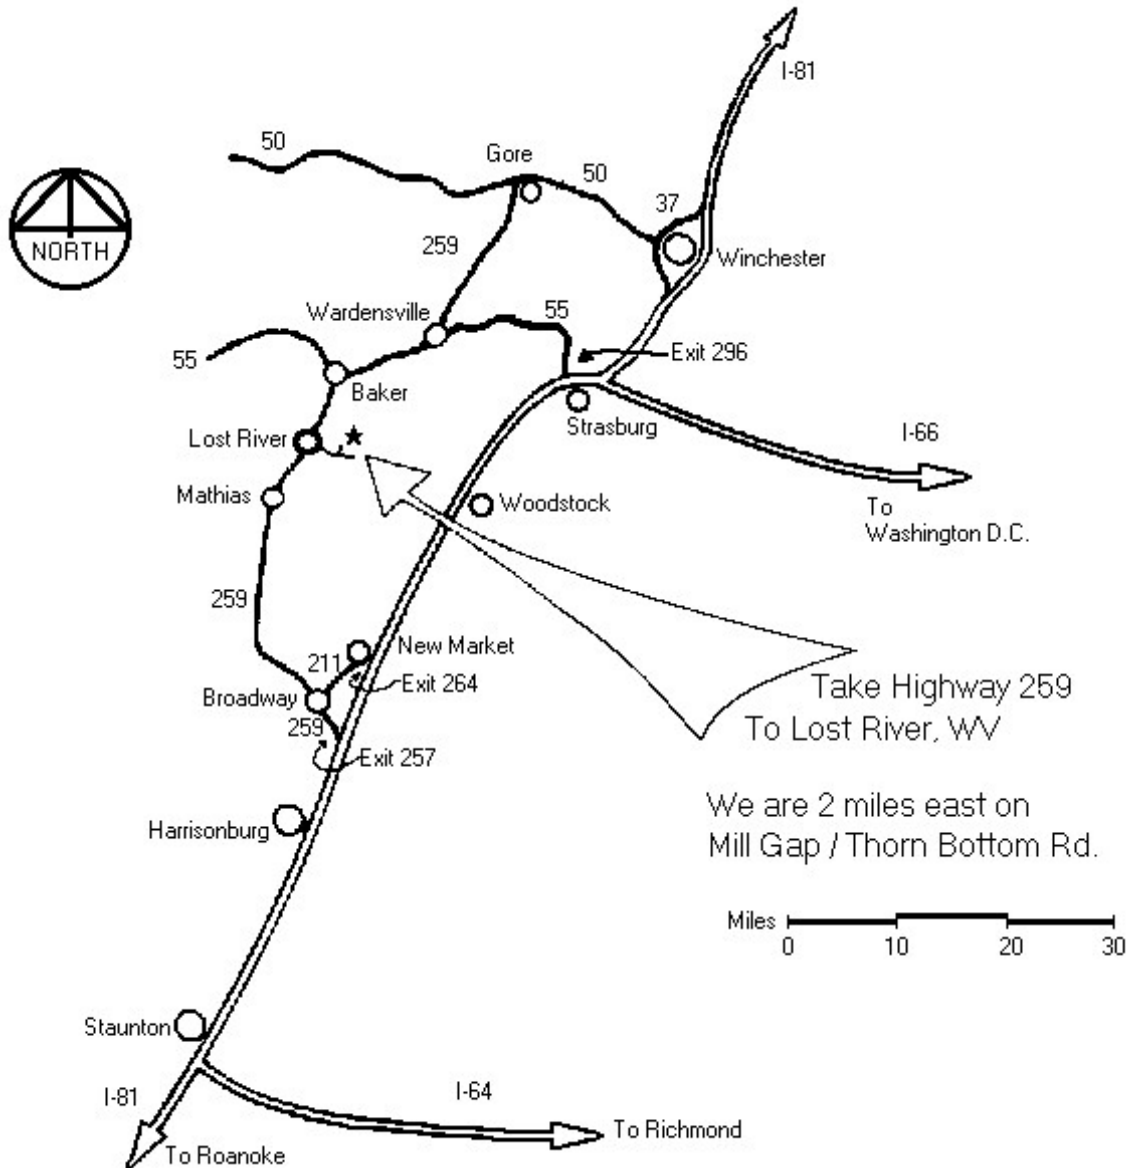 I-81
50
Gore
50
37
NORTH
259
Winchester
Wardensville
55
55
Exit 296
Baker
Strasburg
Lost River
I-66
Mathias
Woodstock
To
Washington D.C.
259
New Market
211
Exit 264
Broadway
259
Exit 257
Take Highway 259
To Lost River, WV
We are 2 miles east on
Mill Gap / Thorn Bottom Rd.
Harrisonburg
Miles
0 10 20 30
Staunton
I-81
I-64
To Richmond
To Roanoke